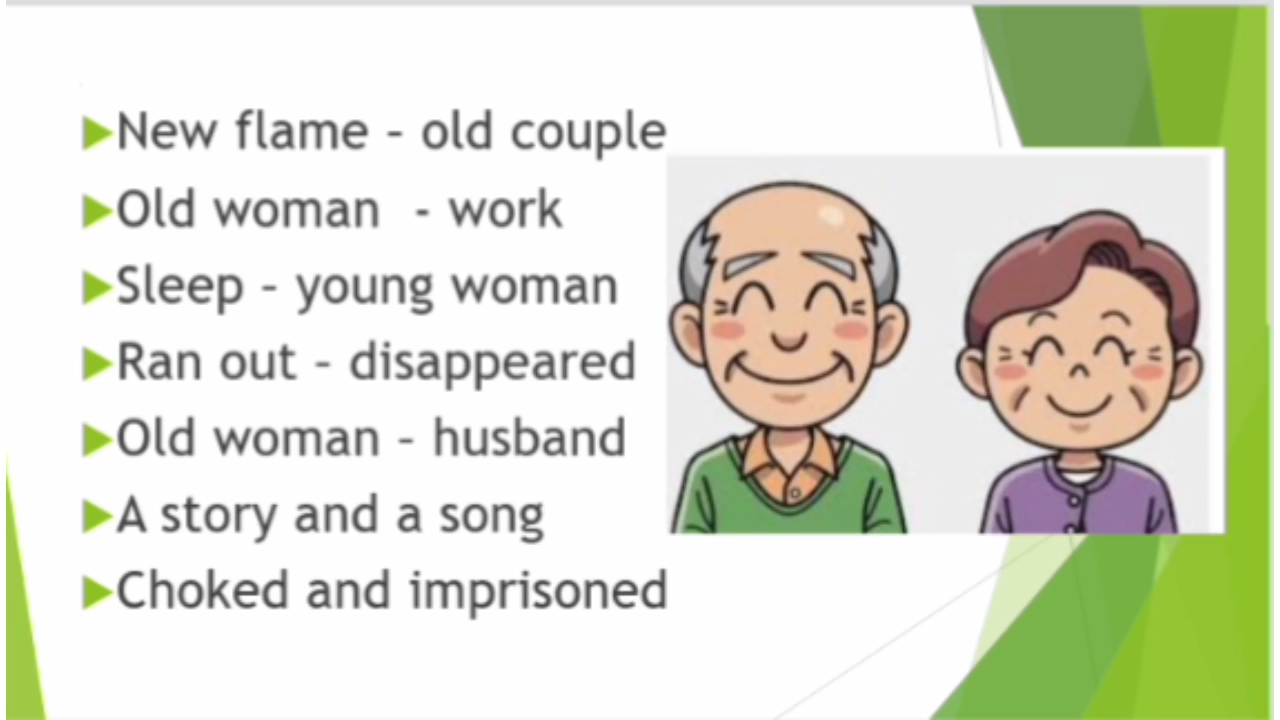 New flame – old couple
Old woman - work
Sleep – young woman
Ran out – disappeared
Old woman – husband
A story and a song
Choked and imprisoned